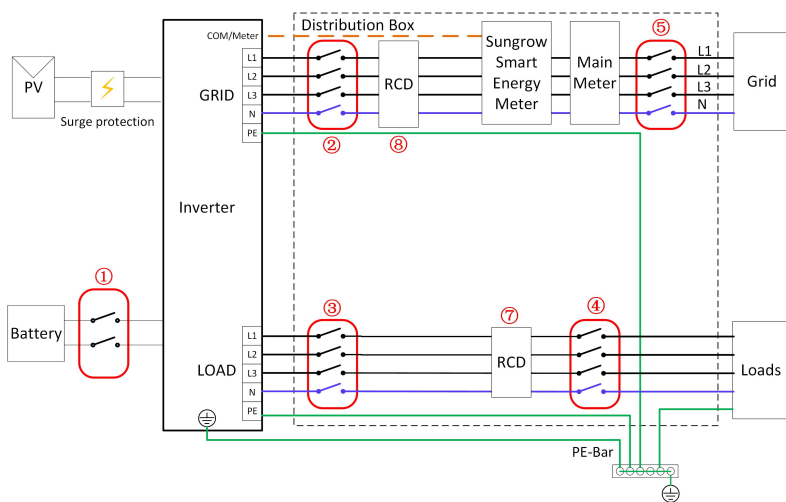 Distribution Box
COM/Meter
⑤
PV
Surge protection
L1
L2
L3
N
PE
GRID
②
RCD
⑧
Sungrow
Smart
Energy
Meter
Main
Meter
L1
L2
L3
N
Grid
Inverter
①
Battery
③
⑦
④
L1
L2
L3
N
PE
LOAD
RCD
Loads
PE-Bar